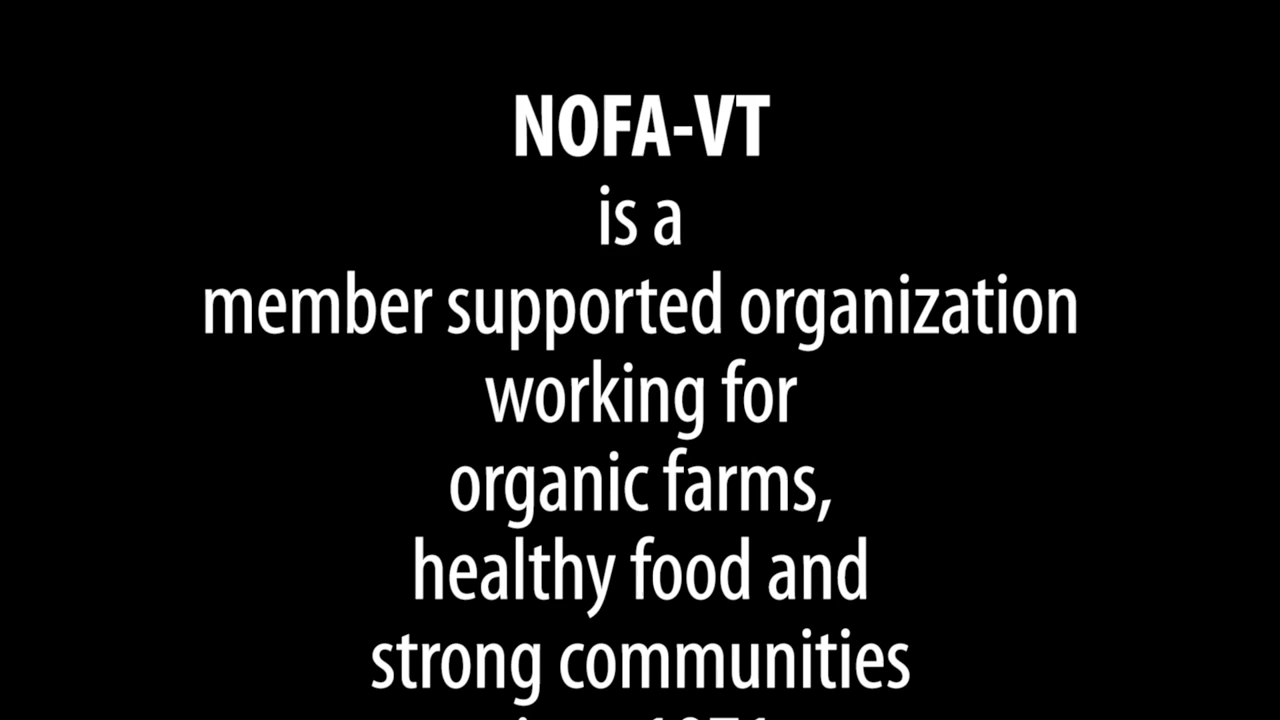 NOFA-VT
is a
member supported organization
working for
organic farms,
healthy food and
strong communities